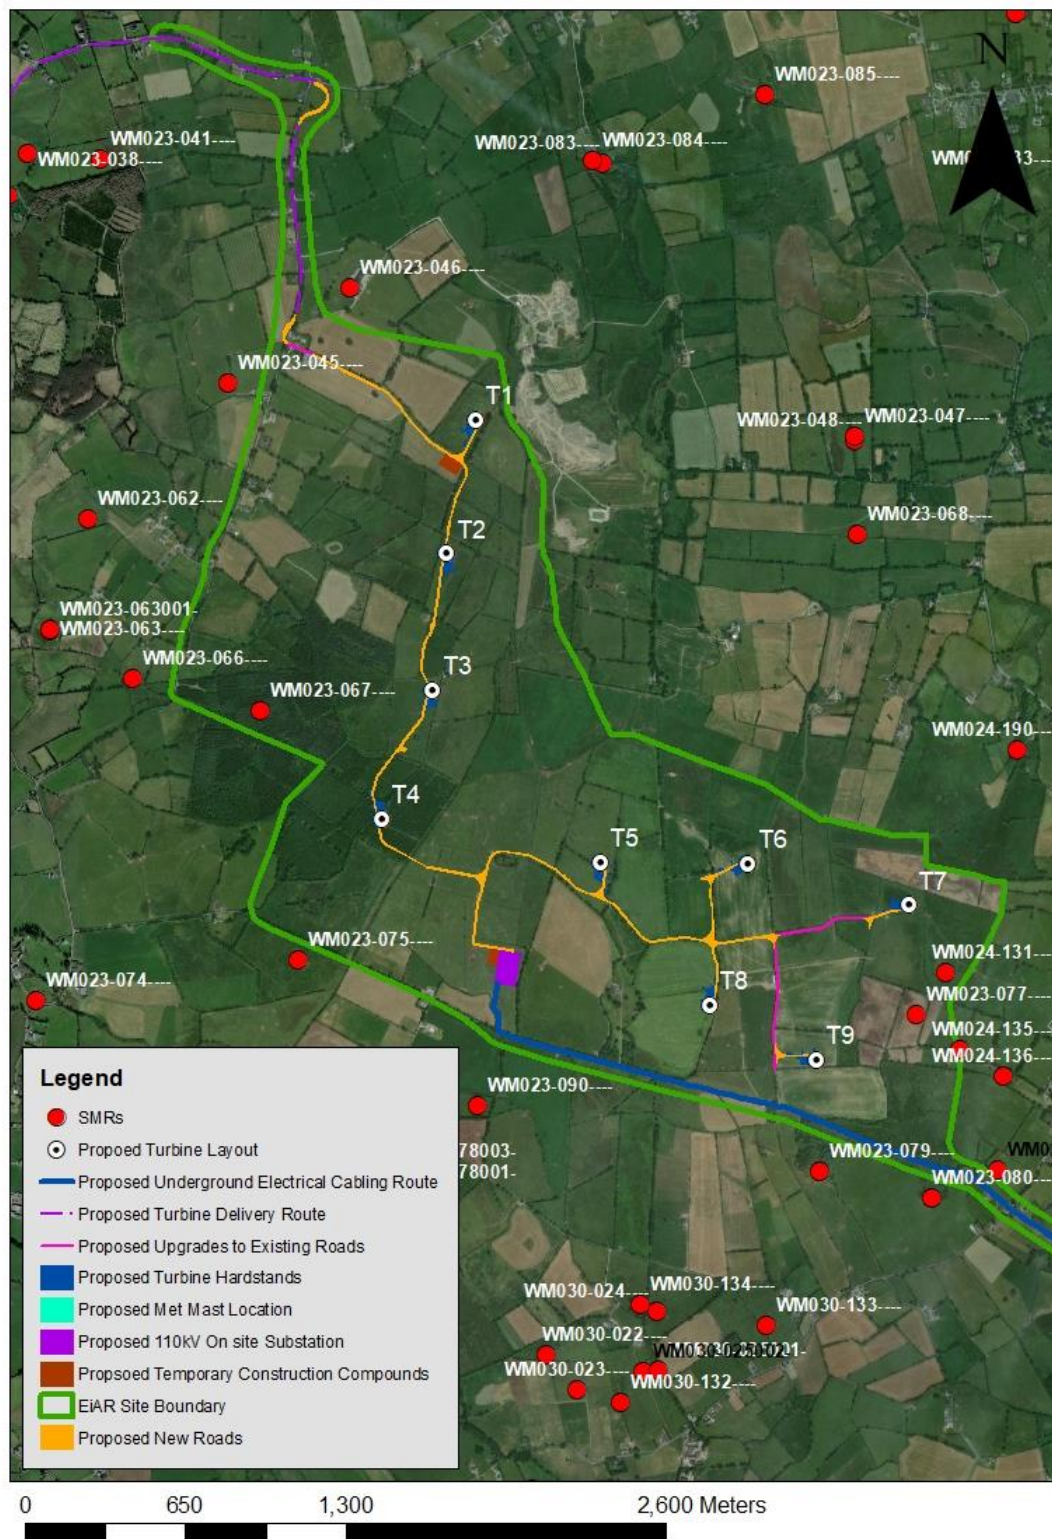 N
WM023-085----
WM023-041----
WM023-083----
WM023-084----
WM023-038----
WM023-046----
WM023-045----
T1
WM023-047----
WM023-048----
WM023-062----
WM023-068----
T2
WM023-063001-
WM023-063----
WM023-066----
T3
WM023-067----
WM024-190---
T4
T5
T6
T7
WM023-075----
WM024-131----
WM023-074----
T8
WM023-077----
WM024-135---
T9
WM024-136---
Legend
SMRs
Propoed Turbine Layout
Proposed Underground Electrical Cabling Route
Proposed Turbine Delivery Route
Proposed Upgrades to Existing Roads
Proposed Turbine Hardstands
Proposed Met Mast Location
Proposed 110kV On site Substation
Proposed Temporary Construction Compounds
EiAR Site Boundary
Proposed New Roads
WM023-090----
78003-
78001-
WM023-079----
WM023-080---
WM030-134----
WM030-024----
WM030-133----
WM030-022----
WM030-023----
WM030-132----
0 650 1,300 2,600 Meters